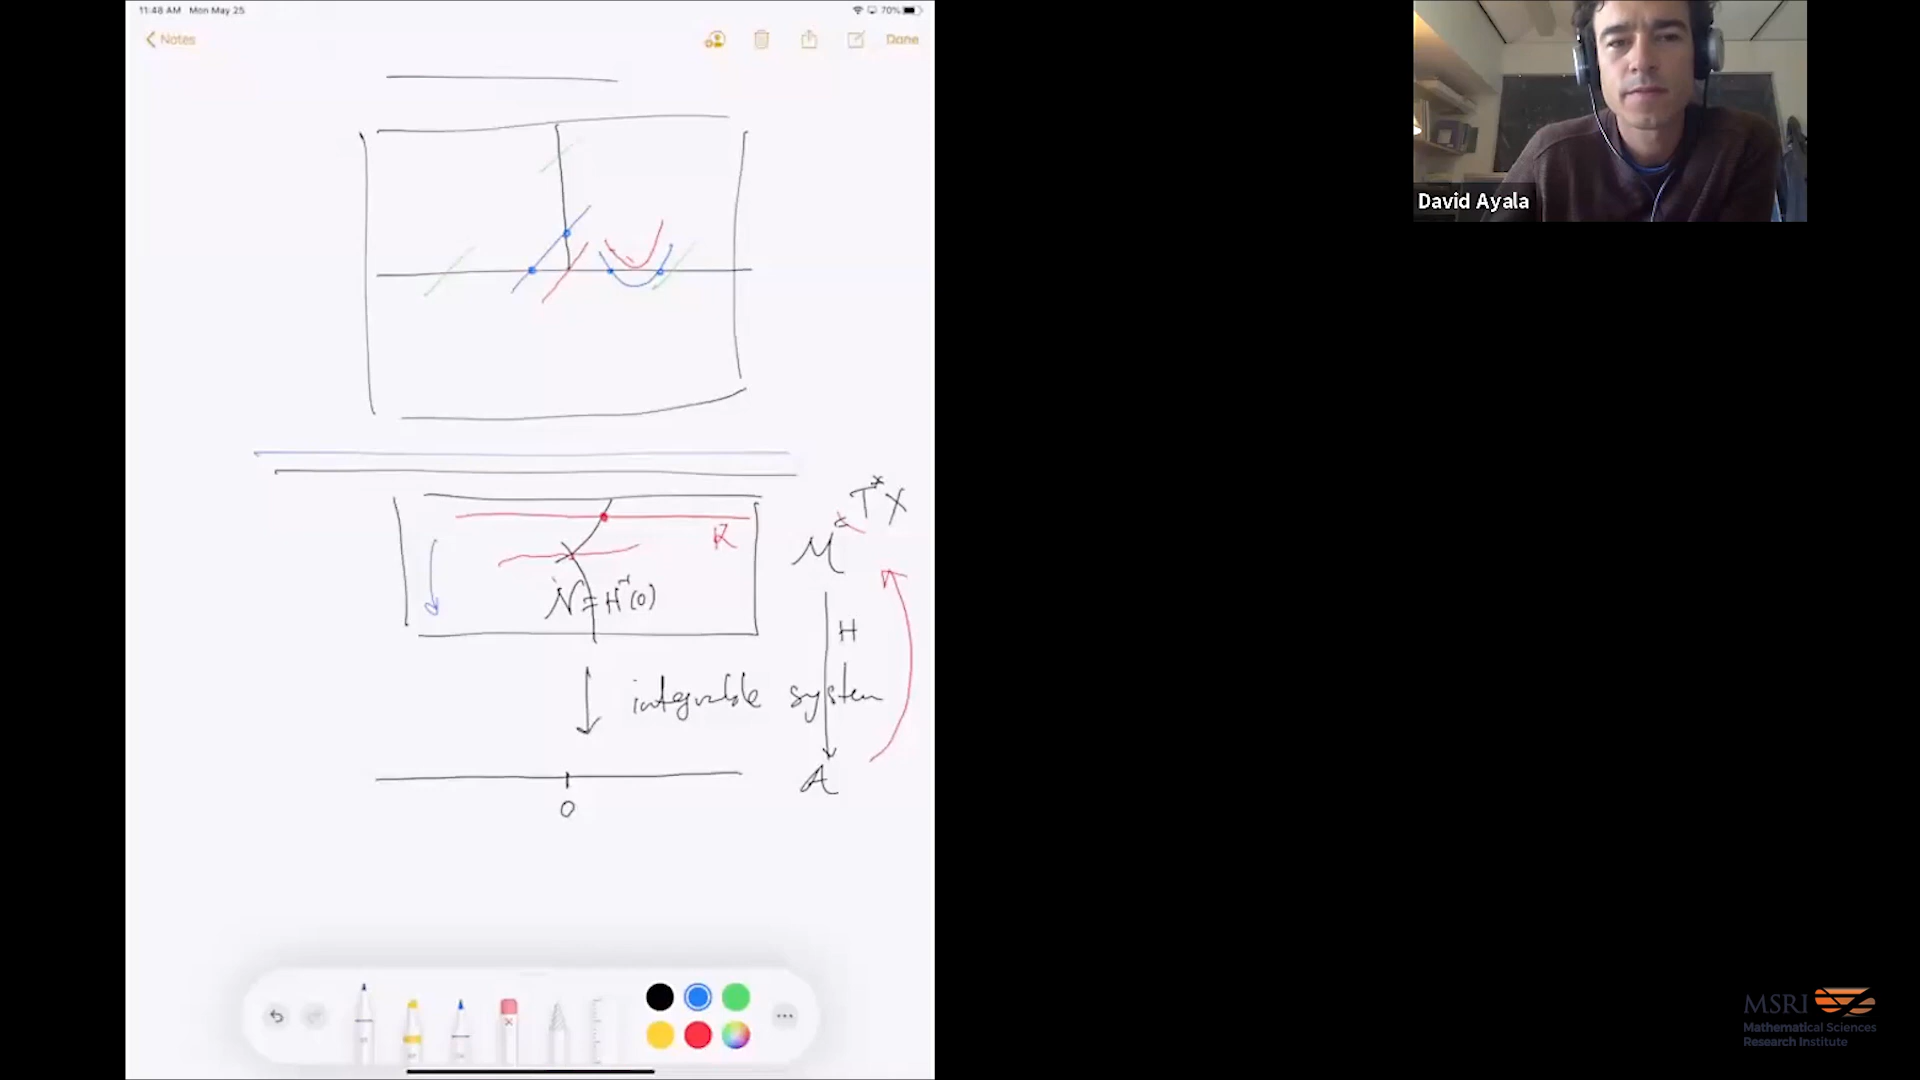 11:48 AM Mon May 25
70%
Notes
Done
T*X
R
M
N = H⁻¹(0)
H
integrable system
A
0
David Ayala
MSRI
Mathematical Sciences
Research Institute